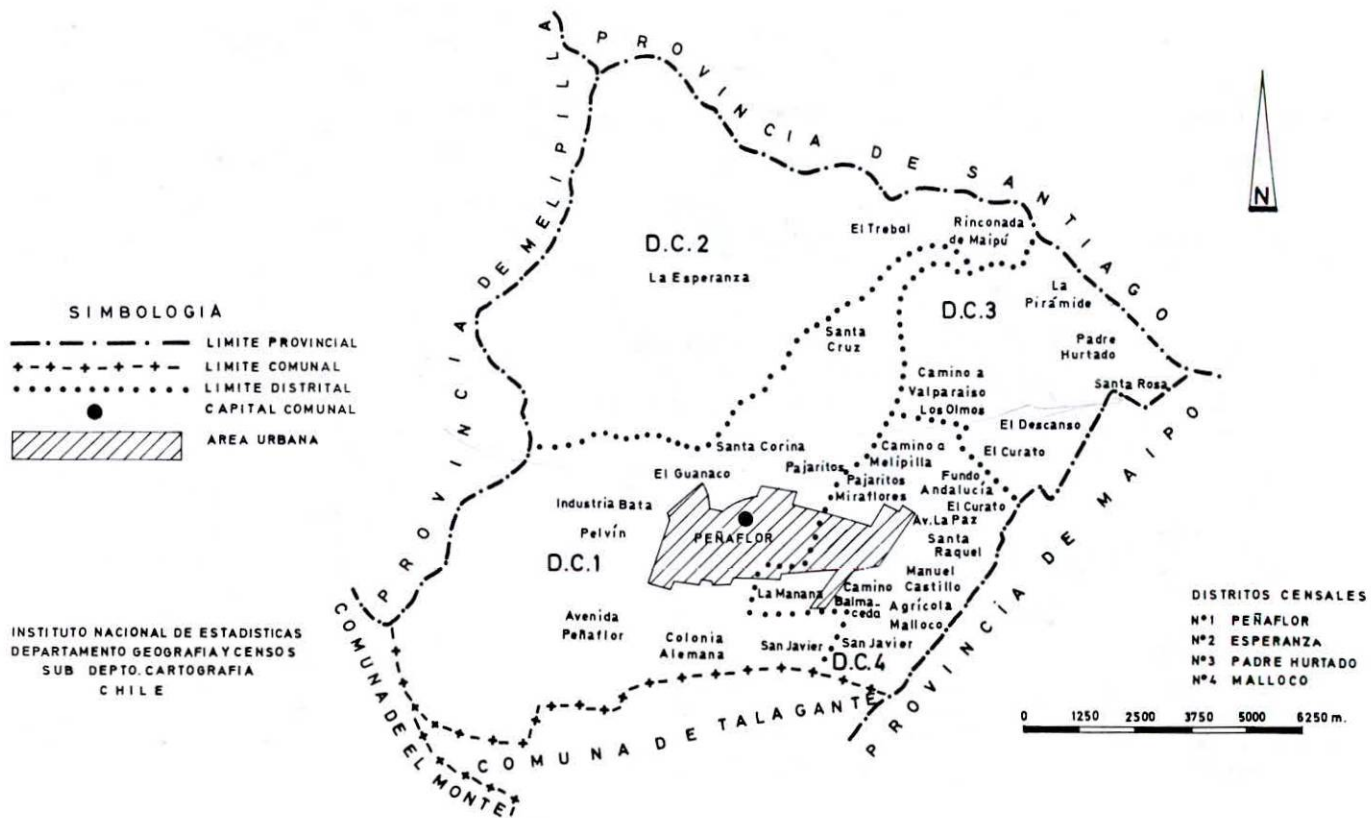 PROVINCIA DE MELIPILLA
PROVINCIA DE SANTIAGO
N
El Trebal
Rinconada
de Maipú
D.C.2
La Esperanza
La
Pirámide
D.C.3
SIMBOLOGIA
LIMITE PROVINCIAL
LIMITE COMUNAL
LIMITE DISTRITAL
CAPITAL COMUNAL
AREA URBANA
Santa
Cruz
Padre
Hurtado
Camino a
Valparaiso
Santa Rosa
Los Olmos
El Descanso
Santa Corina
Camino a
Melipilla
El Curato
El Guanaco
Pajaritos
Pajaritos
Miraflores
Fundo
Andalucía
Industria Bata
El Curato
Pelvín
PEÑAFLOR
Av. La Paz
Santa
Raquel
D.C.1
Manuel
Castillo
La Manana
Camino
Balma-
ceda
Agrícola
Malloco
Avenida
Peñaflor
Colonia
Alemana
San Javier
San Javier
D.C.4
PROVINCIA DE MAIPO
COMUNA DE TALAGANTE
COMUNA DE EL MONTE
INSTITUTO NACIONAL DE ESTADISTICAS
DEPARTAMENTO GEOGRAFIA Y CENSOS
SUB DEPTO. CARTOGRAFIA
CHILE
DISTRITOS CENSALES
Nº1 PEÑAFLOR
Nº2 ESPERANZA
Nº3 PADRE HURTADO
Nº4 MALLOCO
0 1250 2500 3750 5000 6250 m.